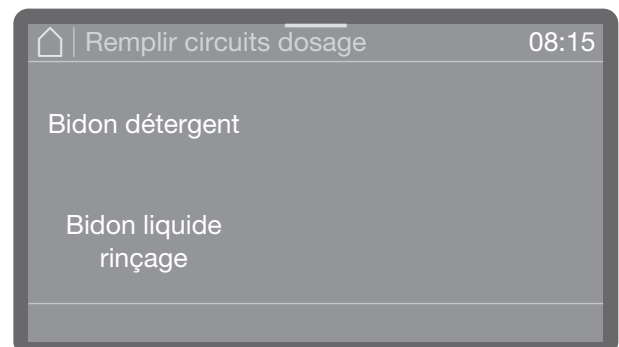 Remplir circuits dosage 08:15
Bidon détergent
Bidon liquide
rinçage